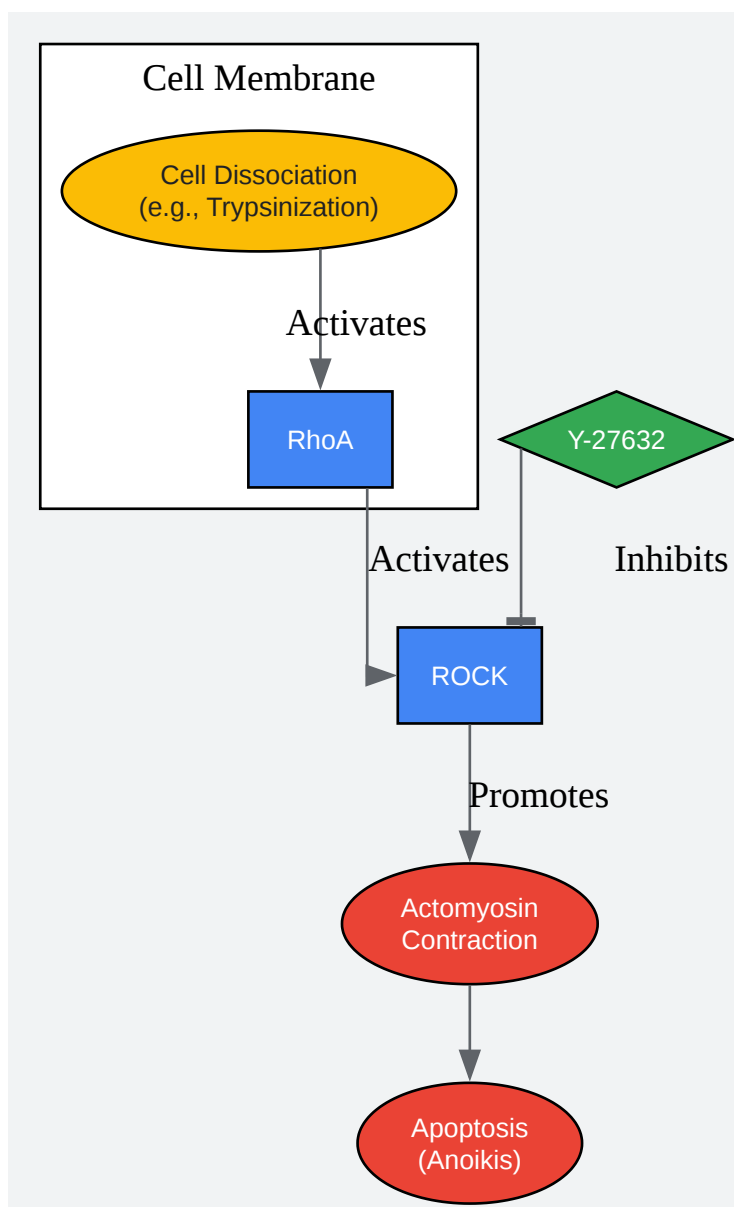 Cell Membrane
Cell Dissociation
(e.g., Trypsinization)
Activates
RhoA
Y-27632
Activates
Inhibits
ROCK
Promotes
Actomyosin
Contraction
Apoptosis
(Anoikis)